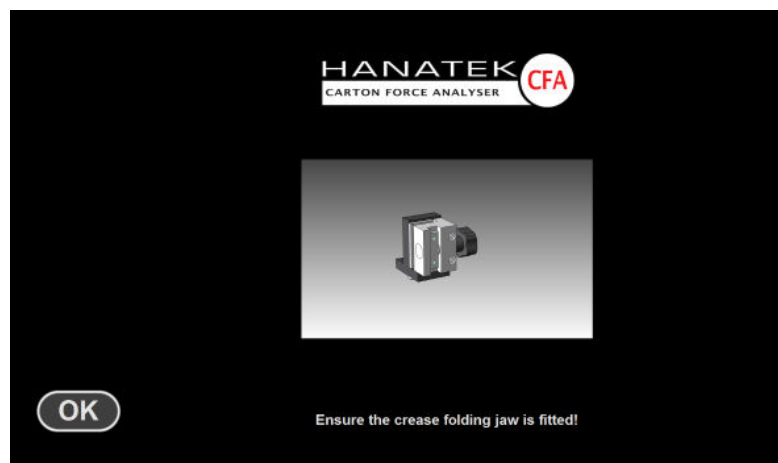 HANATEK
CFA
CARTON FORCE ANALYSER
OK
Ensure the crease folding jaw is fitted!